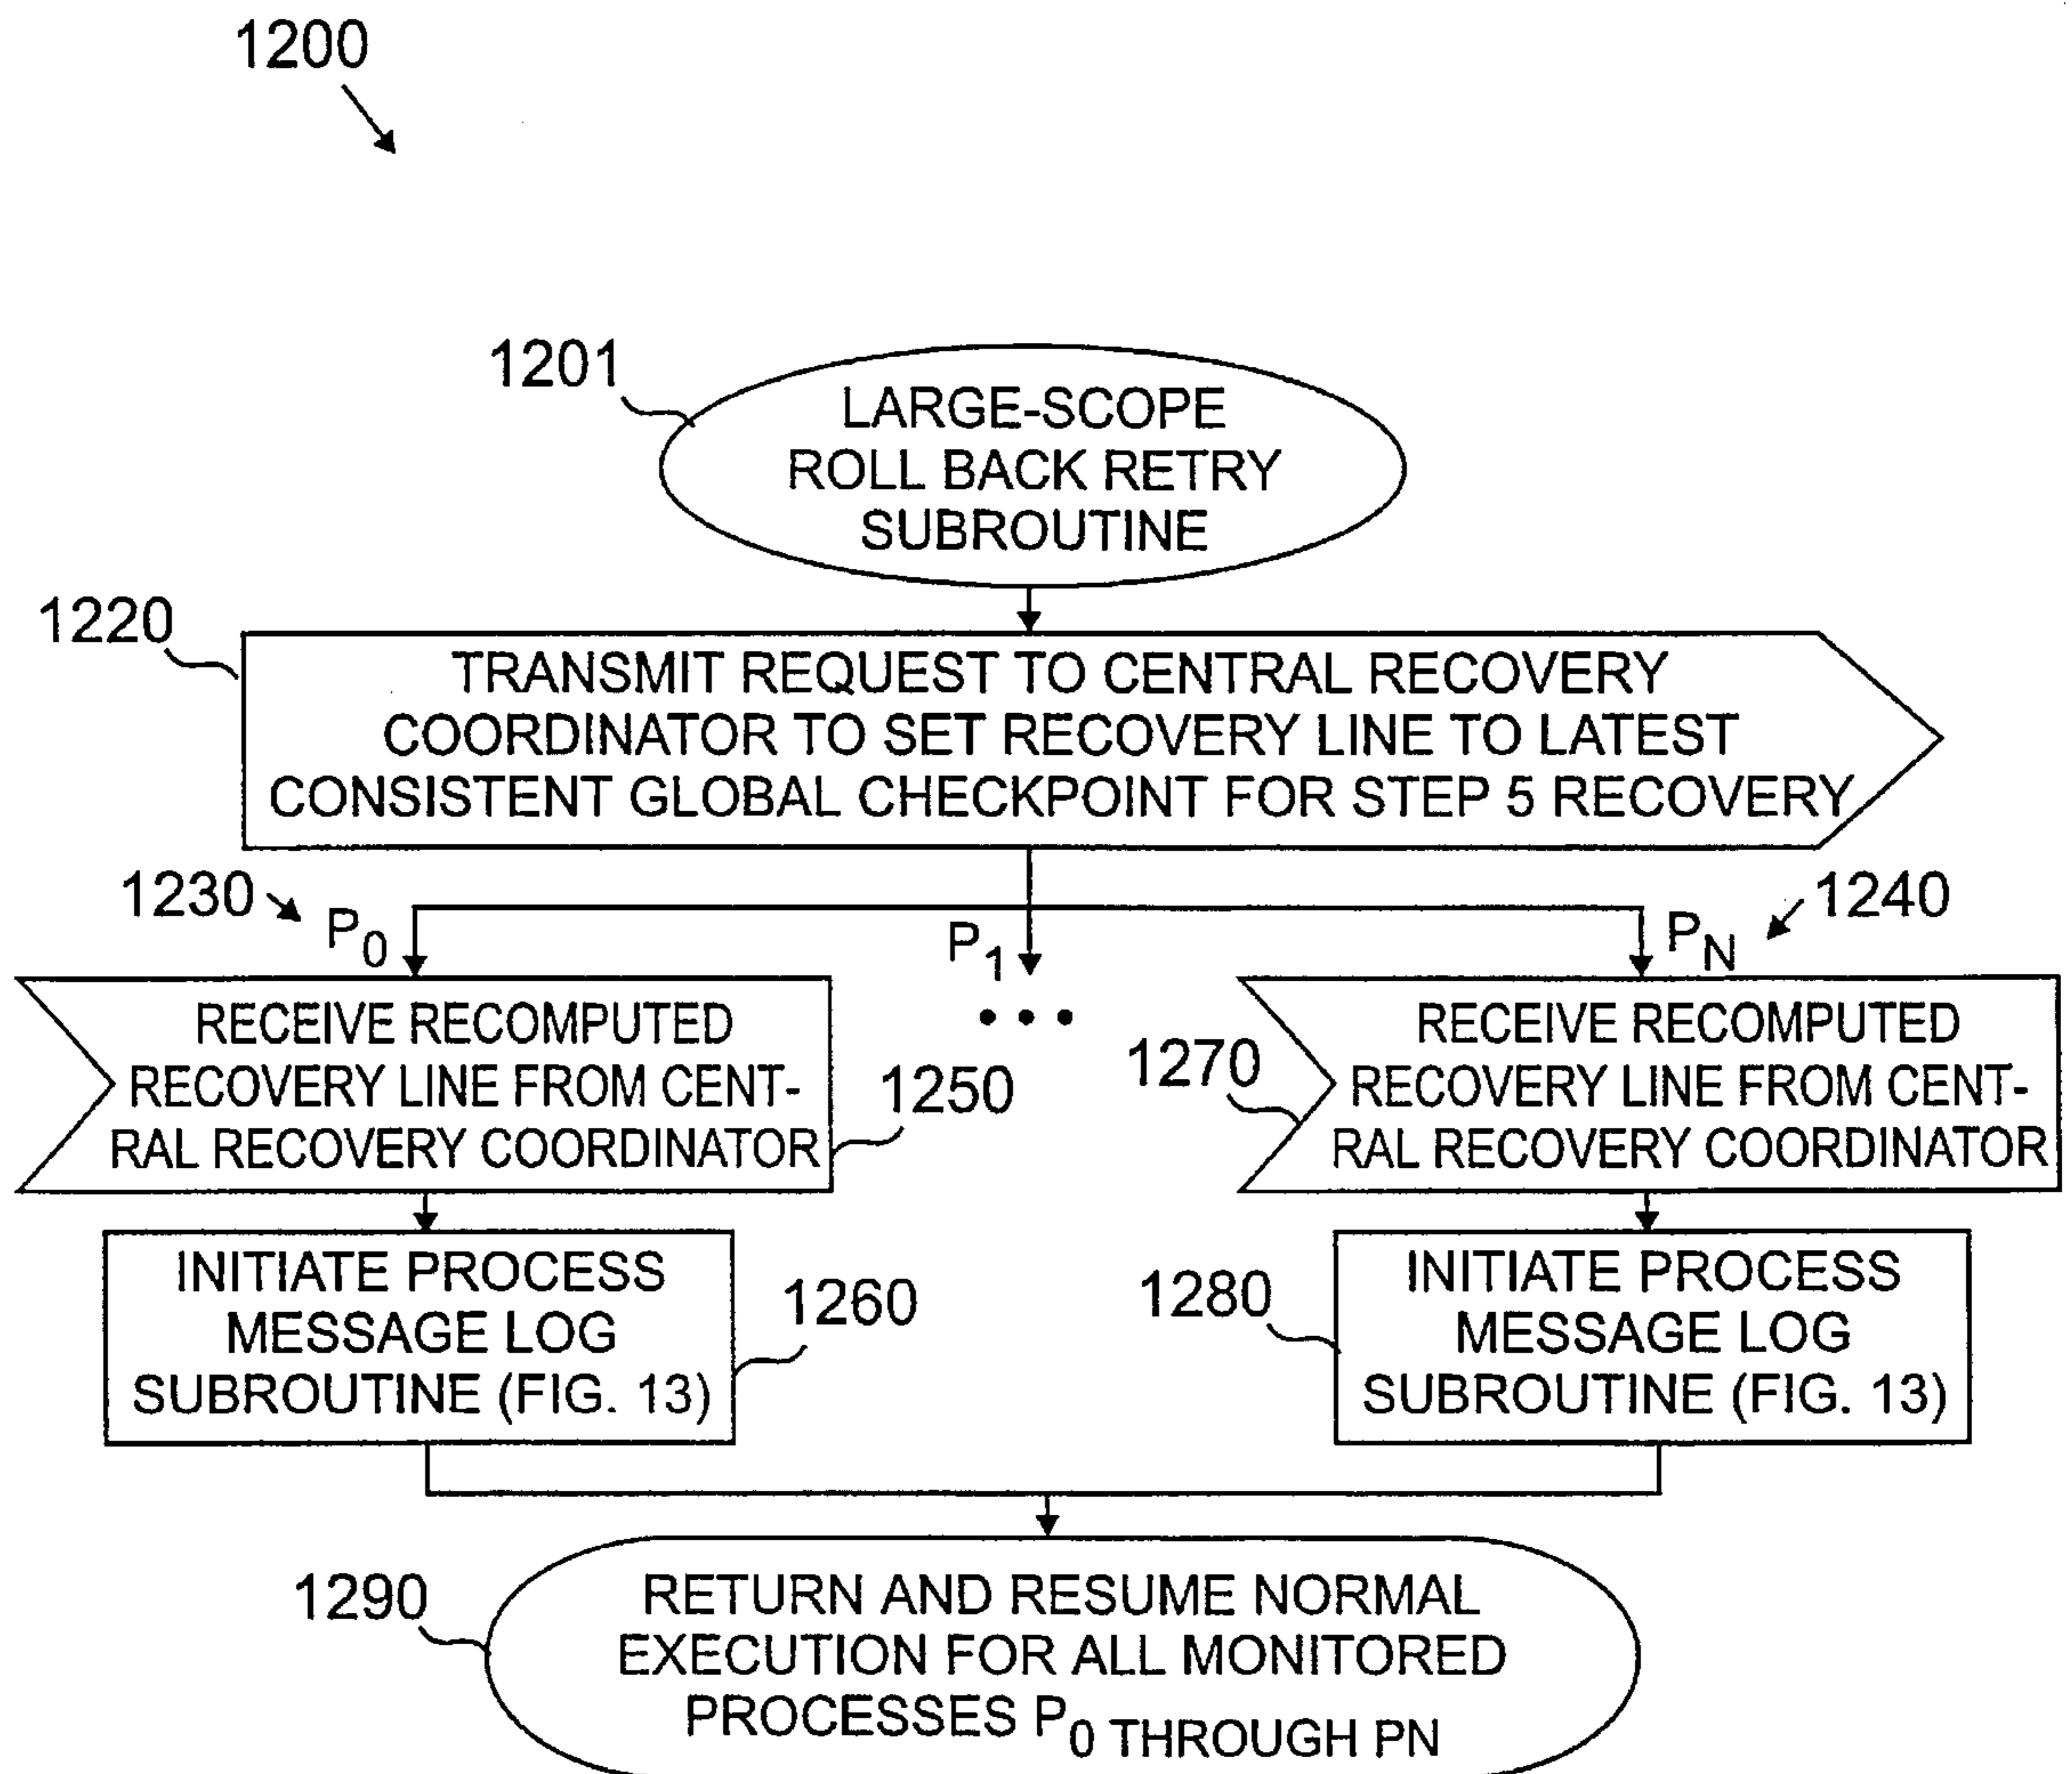 1200
1201
LARGE-SCOPE
ROLL BACK RETRY
SUBROUTINE
1220
TRANSMIT REQUEST TO CENTRAL RECOVERY
COORDINATOR TO SET RECOVERY LINE TO LATEST
CONSISTENT GLOBAL CHECKPOINT FOR STEP 5 RECOVERY
1230
P0
P1
PN
1240
RECEIVE RECOMPUTED
RECOVERY LINE FROM CENT-
RAL RECOVERY COORDINATOR
1250
• • •
1270
RECEIVE RECOMPUTED
RECOVERY LINE FROM CENT-
RAL RECOVERY COORDINATOR
INITIATE PROCESS
MESSAGE LOG
SUBROUTINE (FIG. 13)
1260
1280
INITIATE PROCESS
MESSAGE LOG
SUBROUTINE (FIG. 13)
1290
RETURN AND RESUME NORMAL
EXECUTION FOR ALL MONITORED
PROCESSES P0 THROUGH PN